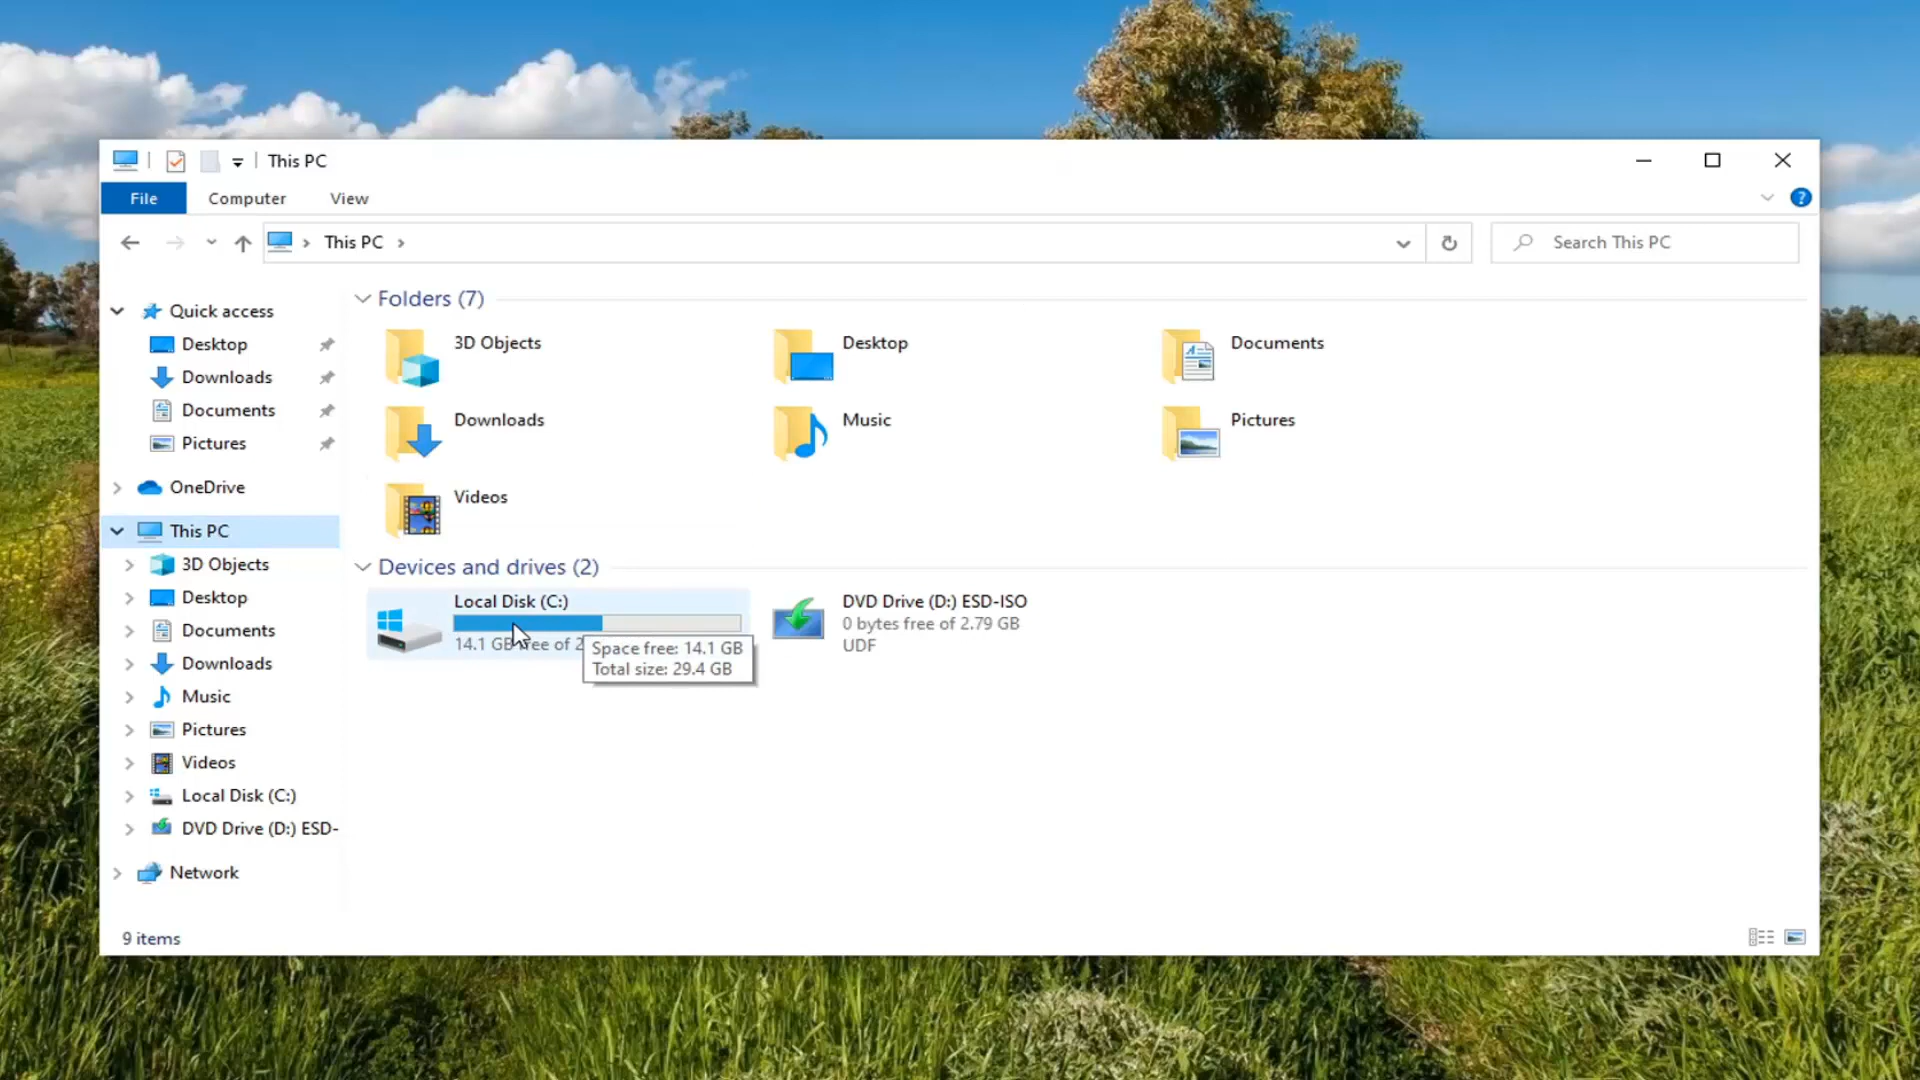 This PC
File
Computer
View
This PC
Search This PC
Quick access
Desktop
Downloads
Documents
Pictures
OneDrive
This PC
3D Objects
Desktop
Documents
Downloads
Music
Pictures
Videos
Local Disk (C:)
DVD Drive (D:) ESD-
Network
Folders (7)
3D Objects
Desktop
Documents
Downloads
Music
Pictures
Videos
Devices and drives (2)
Local Disk (C:)
14.1 GB free of 2
Space free: 14.1 GB
Total size: 29.4 GB
DVD Drive (D:) ESD-ISO
0 bytes free of 2.79 GB
UDF
9 items